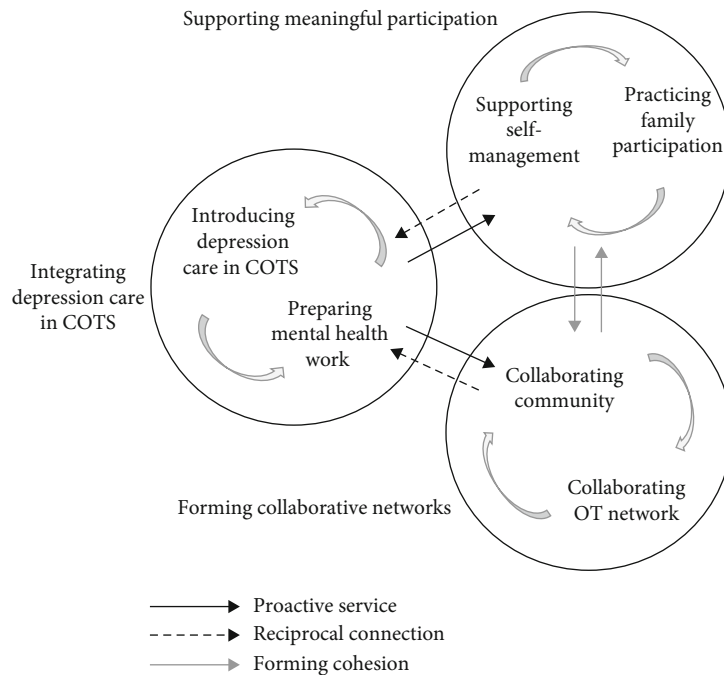 Supporting meaningful participation
Supporting
self-
management
Practicing
family
participation
Integrating
depression care
in COTS
Introducing
depression
care in COTS
Preparing
mental health
work
Collaborating
community
Collaborating
OT network
Forming collaborative networks
Proactive service
Reciprocal connection
Forming cohesion